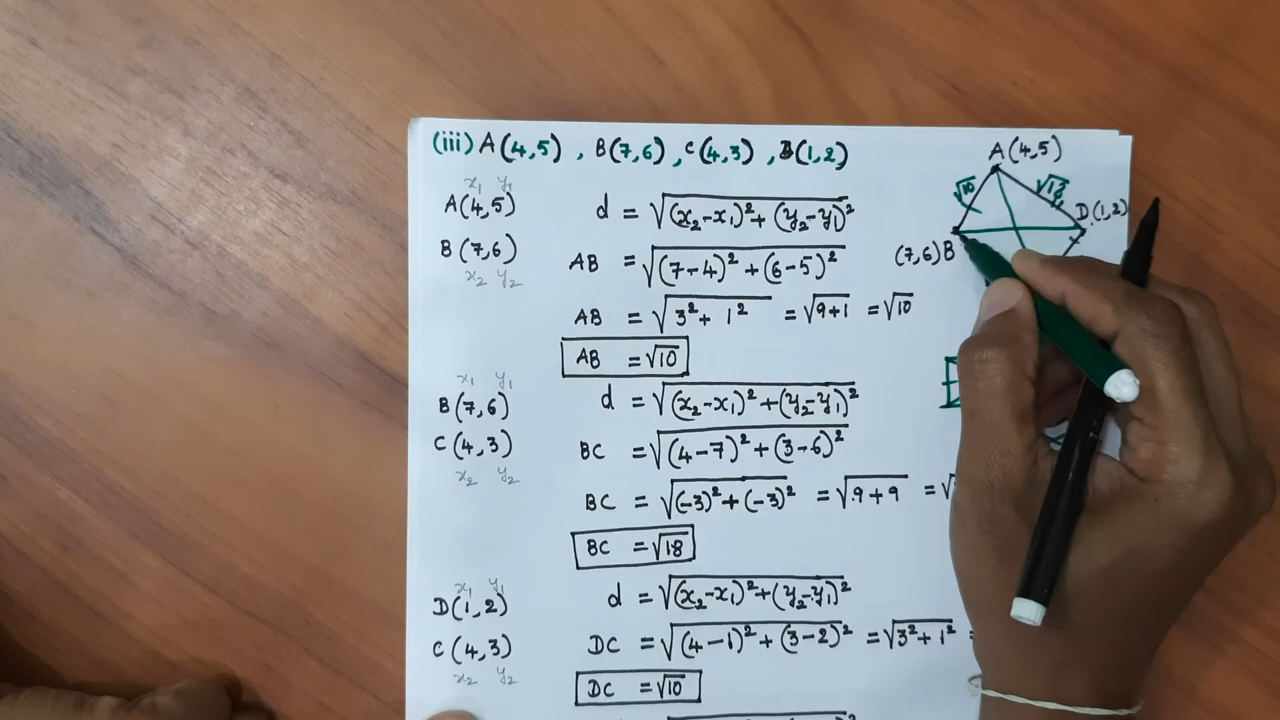 (iii) A(4,5) , B(7,6) , C(4,3) , D(1,2)
A(4,5)
√10
√18
D(1,2)
(7,6)B
x₁ y₁
A(4,5)
B(7,6)
x₂ y₂
d = √(x₂-x₁)²+(y₂-y₁)²
AB = √(7-4)²+(6-5)²
AB = √3²+1² = √9+1 = √10
AB = √10
x₁ y₁
B(7,6)
C(4,3)
x₂ y₂
d = √(x₂-x₁)²+(y₂-y₁)²
BC = √(4-7)²+(3-6)²
BC = √(-3)²+(-3)² = √9+9 = √
BC = √18
x₁ y₁
D(1,2)
C(4,3)
x₂ y₂
d = √(x₂-x₁)²+(y₂-y₁)²
DC = √(4-1)²+(3-2)² = √3²+1² =
DC = √10